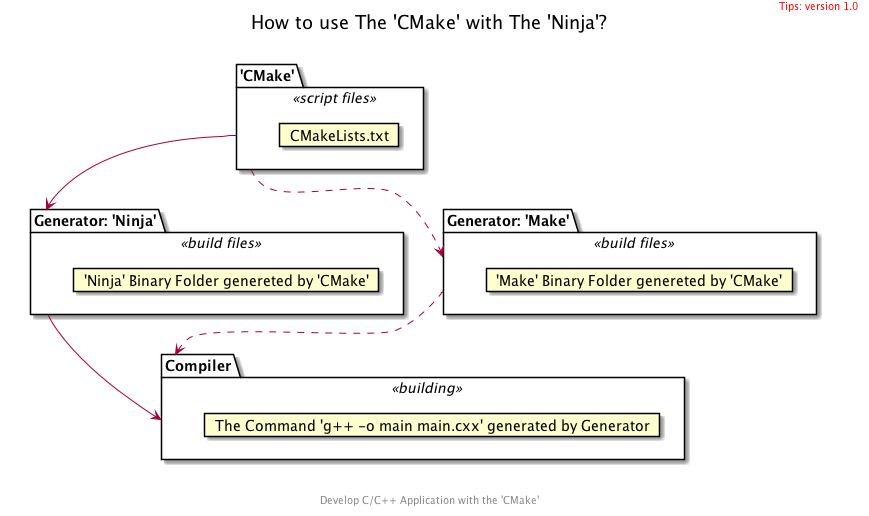 Tips: version 1.0
How to use The 'CMake' with The 'Ninja'?
'CMake'
«script files»
CMakeLists.txt
Generator: 'Ninja'
«build files»
'Ninja' Binary Folder genereted by 'CMake'
Generator: 'Make'
«build files»
'Make' Binary Folder genereted by 'CMake'
Compiler
«building»
The Command 'g++ -o main main.cxx' generated by Generator
Develop C/C++ Application with the 'CMake'